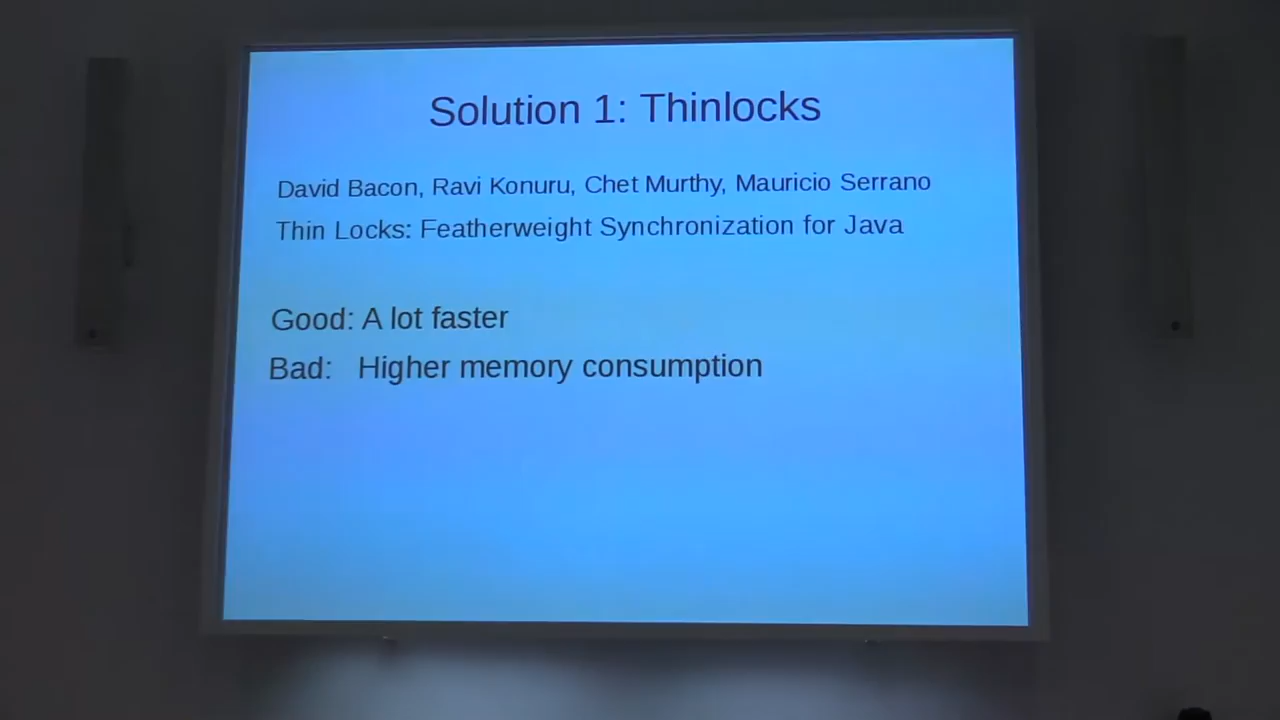 Solution 1: Thinlocks
David Bacon, Ravi Konuru, Chet Murthy, Mauricio Serrano
Thin Locks: Featherweight Synchronization for Java
Good: A lot faster
Bad: Higher memory consumption